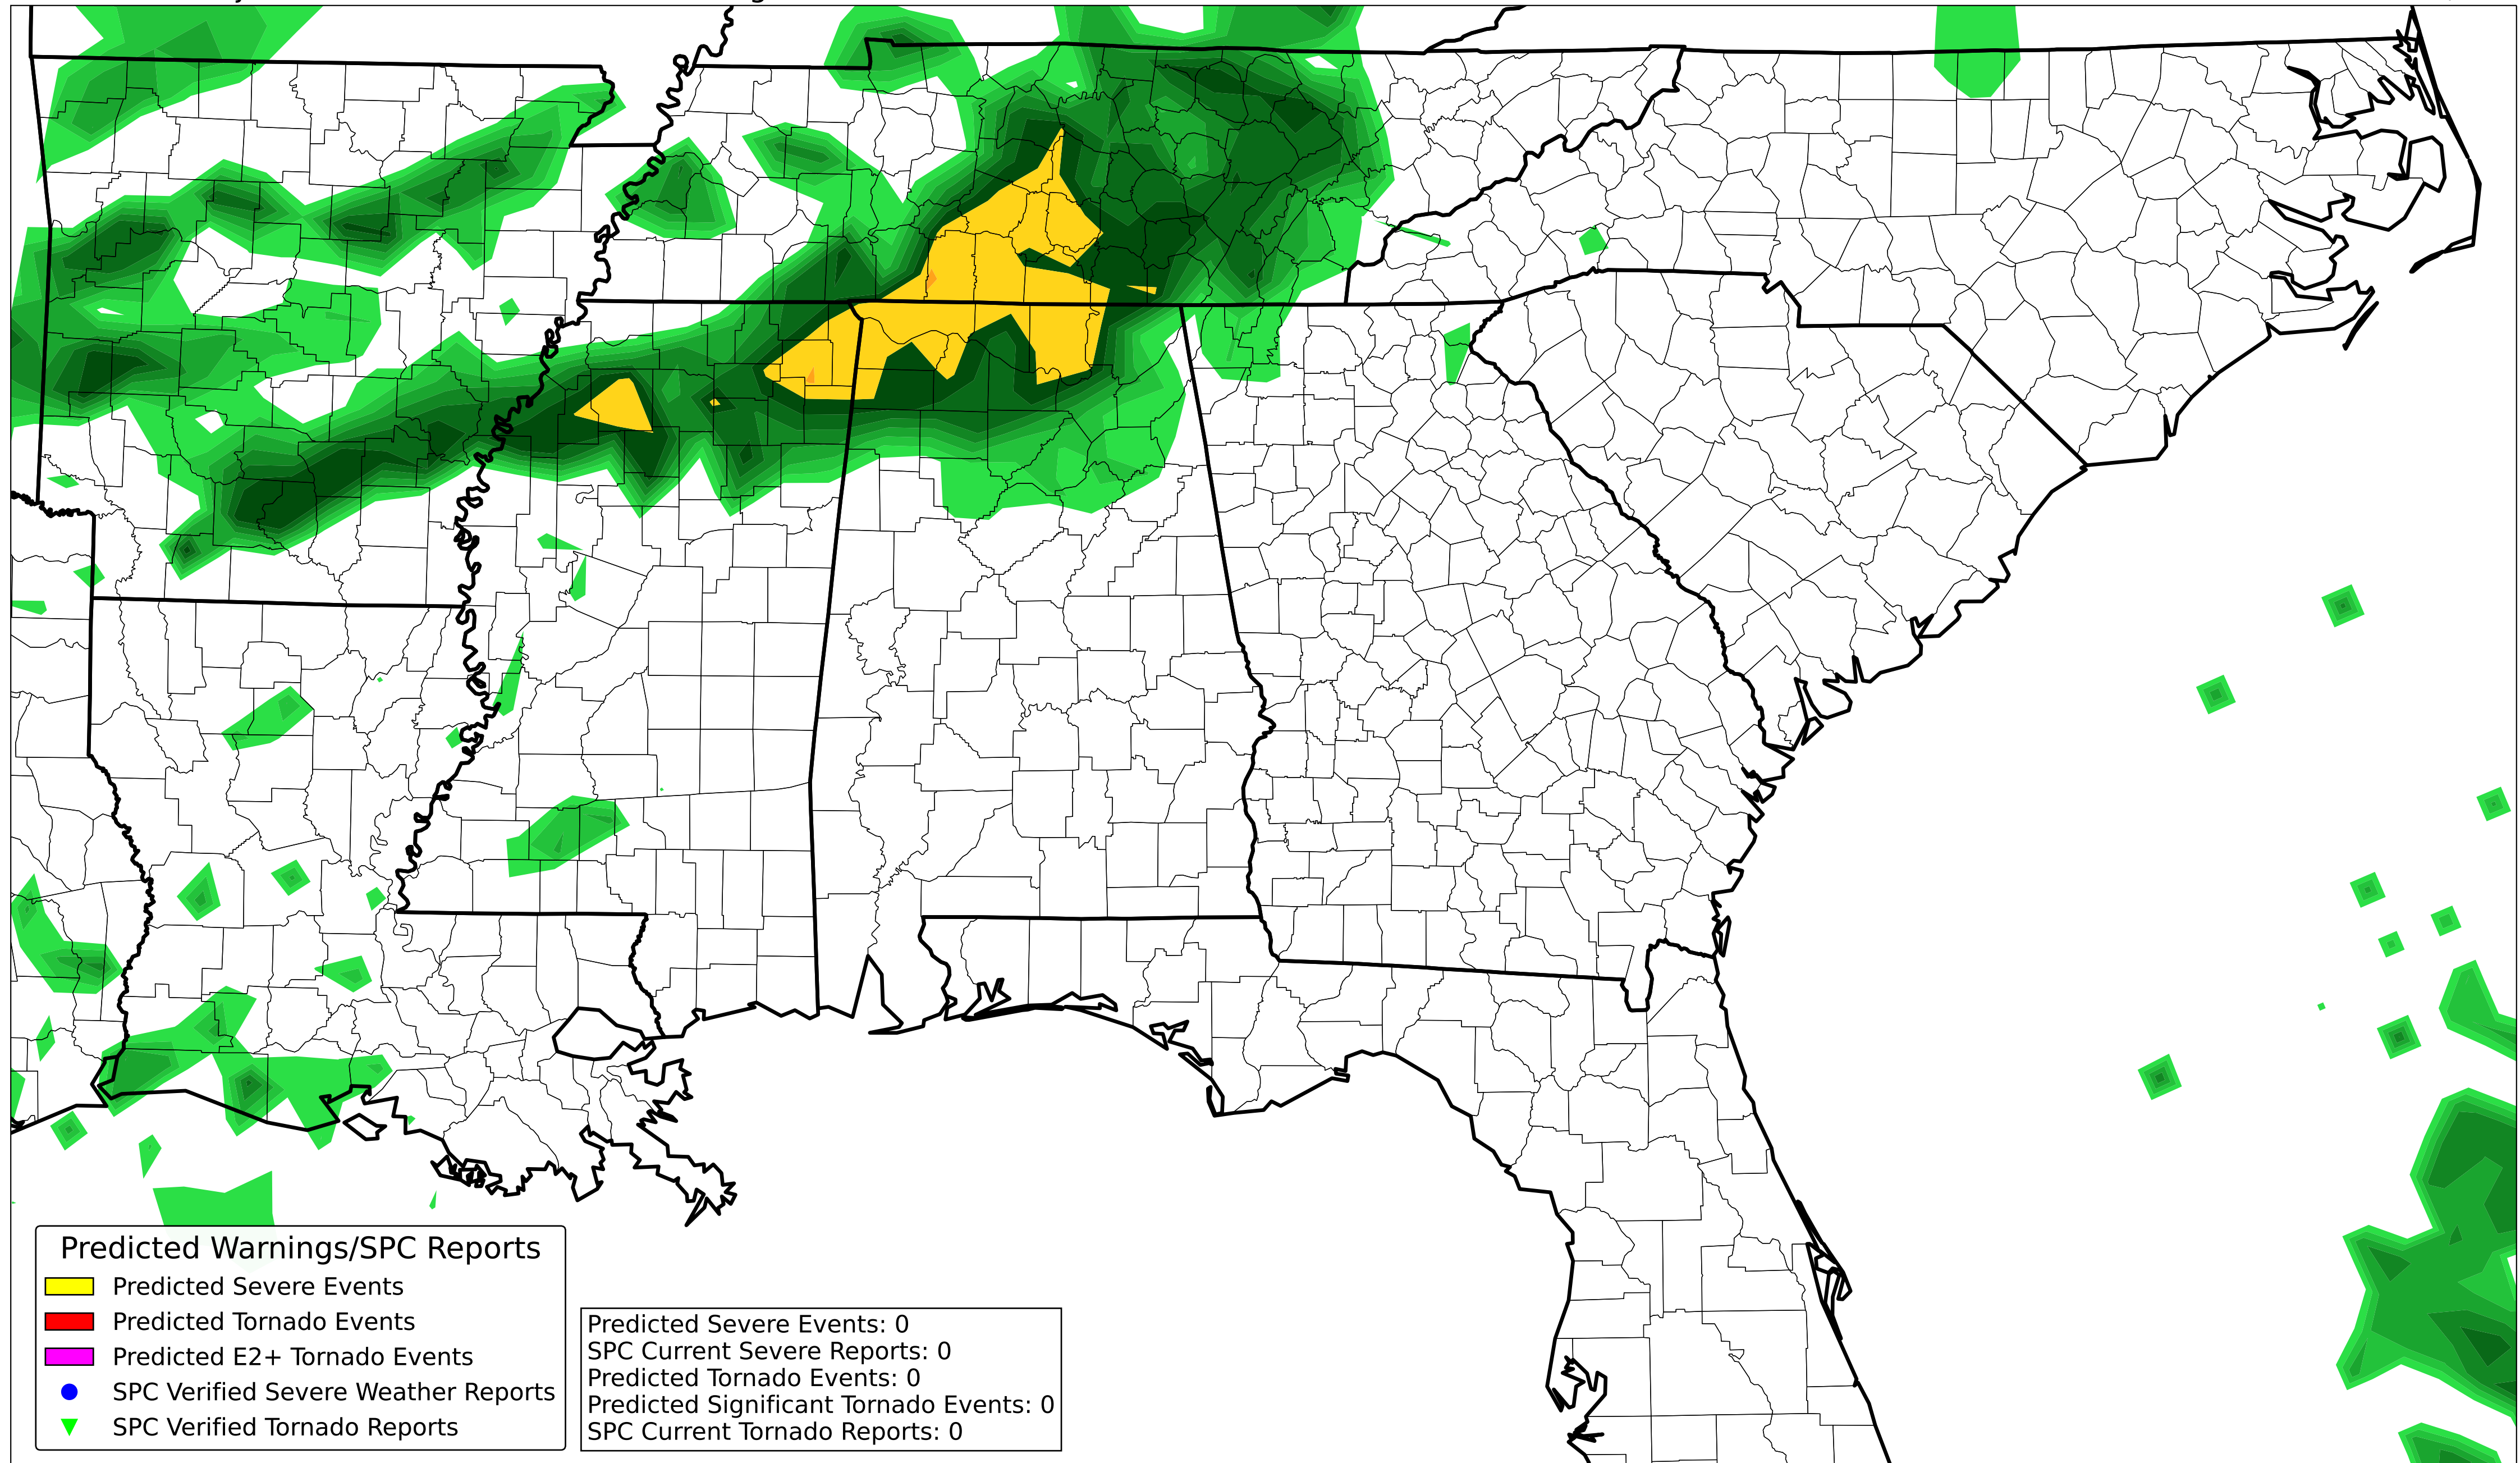 Predicted Warnings/SPC Reports
Predicted Severe Events
Predicted Tornado Events
Predicted E2+ Tornado Events
SPC Verified Severe Weather Reports
SPC Verified Tornado Reports
Predicted Severe Events: 0
SPC Current Severe Reports: 0
Predicted Tornado Events: 0
Predicted Significant Tornado Events: 0
SPC Current Tornado Reports: 0